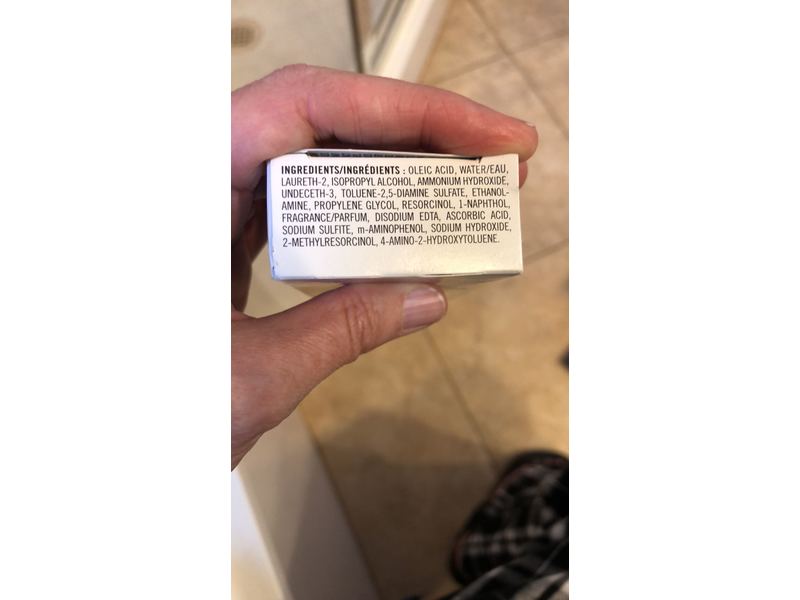 INGREDIENTS/INGRÉDIENTS : OLEIC ACID, WATER/EAU,
LAURETH-2, ISOPROPYL ALCOHOL, AMMONIUM HYDROXIDE,
UNDECETH-3, TOLUENE-2,5-DIAMINE SULFATE, ETHANOL-
AMINE, PROPYLENE GLYCOL, RESORCINOL, 1-NAPHTHOL,
FRAGRANCE/PARFUM, DISODIUM EDTA, ASCORBIC ACID,
SODIUM SULFITE, m-AMINOPHENOL, SODIUM HYDROXIDE,
2-METHYLRESORCINOL, 4-AMINO-2-HYDROXYTOLUENE.